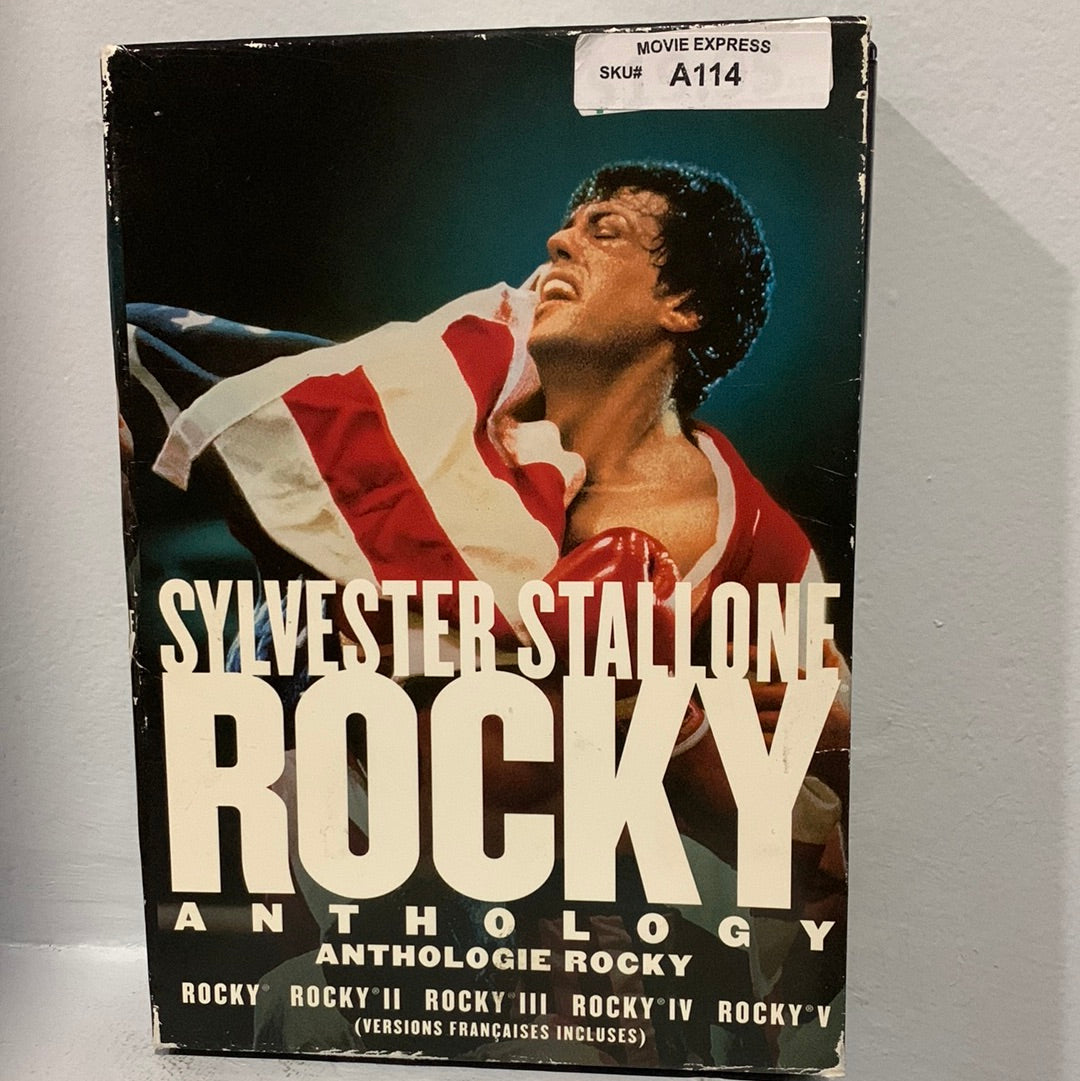 MOVIE EXPRESS
SKU# A114
SYLVESTER STALLONE
ROCKY
ANTHOLOGY
ANTHOLOGIE ROCKY
ROCKY® ROCKY® II ROCKY® III ROCKY® IV ROCKY® V
(VERSIONS FRANÇAISES INCLUSES)